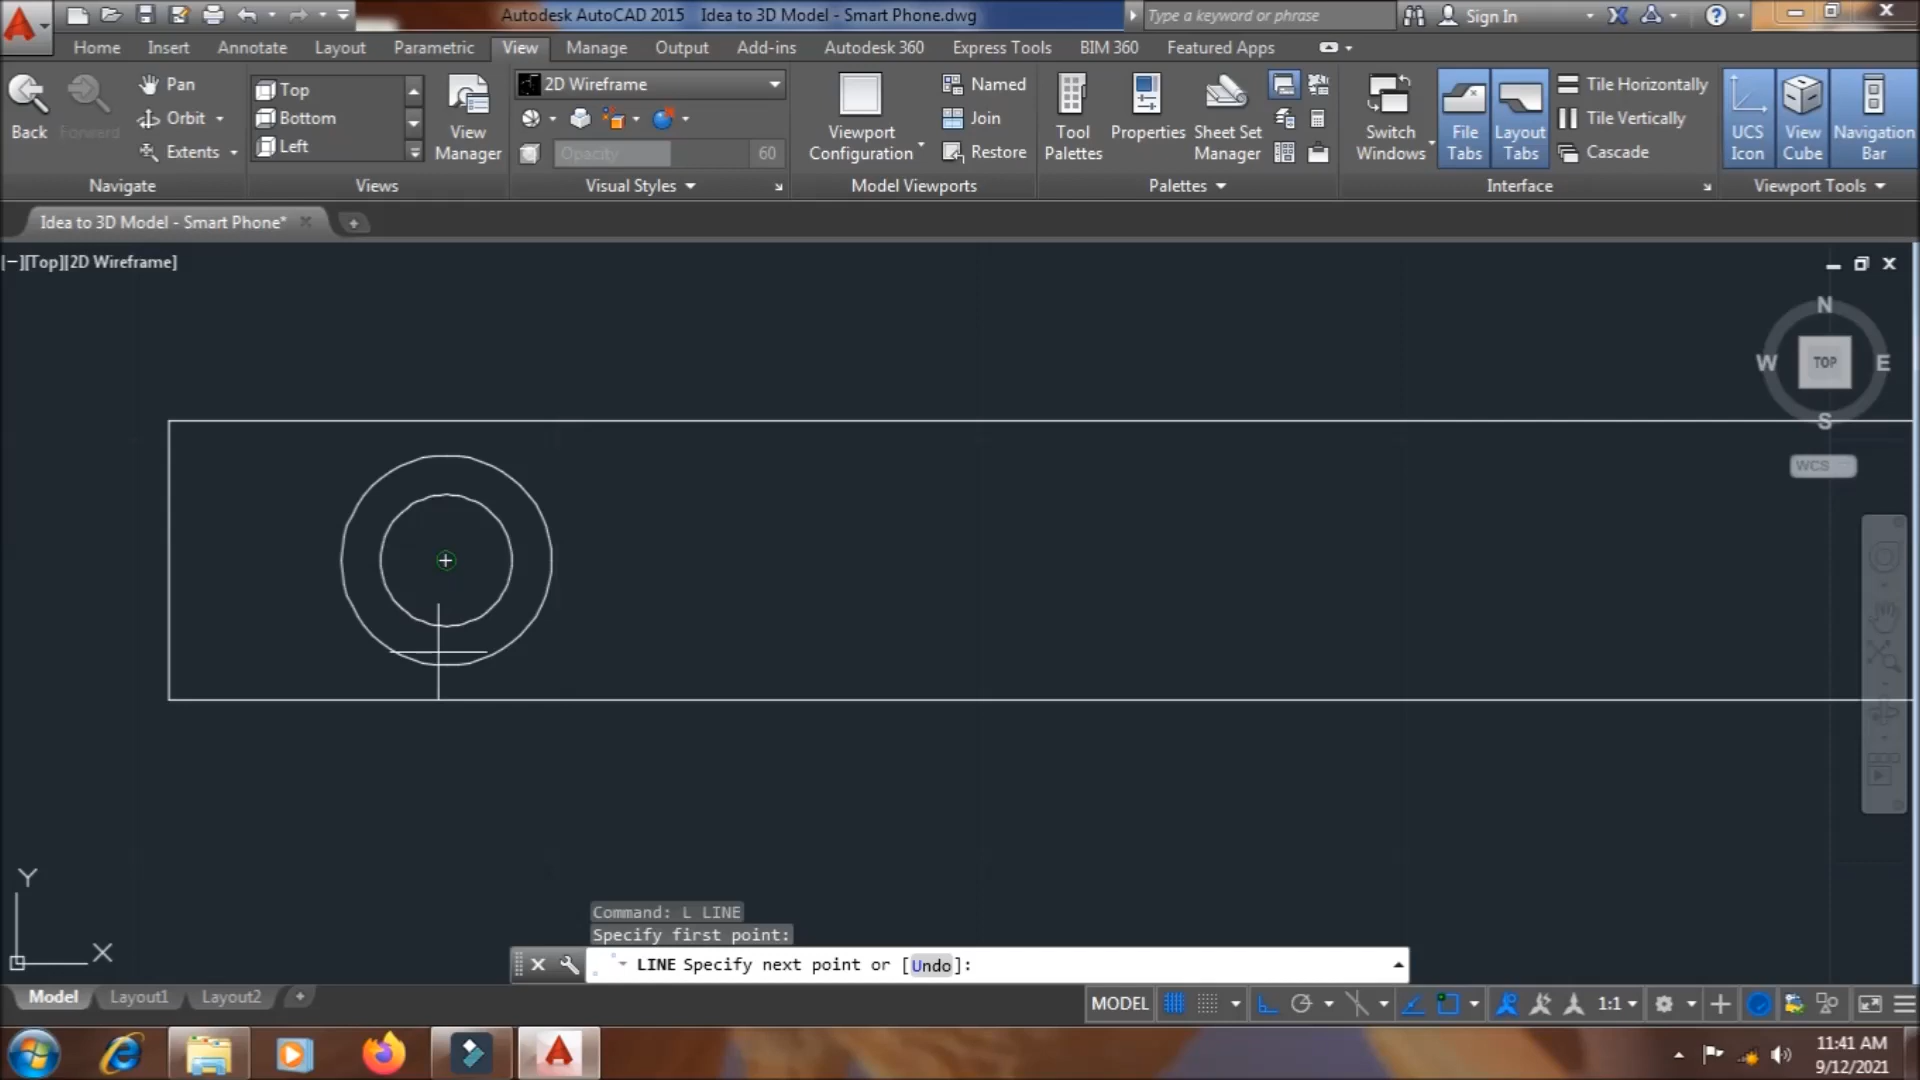 Autodesk AutoCAD 2015 Idea to 3D Model - Smart Phone.dwg
Type a keyword or phrase
Sign In
Home Insert Annotate Layout Parametric View Manage Output Add-ins Autodesk 360 Express Tools BIM 360 Featured Apps
Back
Forward
Pan
Orbit
Extents
Navigate
Top
Bottom
Left
View Manager
Views
2D Wireframe
Opacity 60
Visual Styles
Viewport Configuration
Named
Join
Restore
Model Viewports
Tool Palettes
Properties
Sheet Set Manager
Palettes
Switch Windows
File Tabs
Layout Tabs
Tile Horizontally
Tile Vertically
Cascade
Interface
UCS Icon
View Cube
Navigation Bar
Viewport Tools
Idea to 3D Model - Smart Phone*
[−][Top][2D Wireframe]
N
W TOP E
S
WCS
Y
X
Command: L LINE
Specify first point:
LINE Specify next point or [Undo]:
Model Layout1 Layout2
MODEL 1:1
11:41 AM
9/12/2021